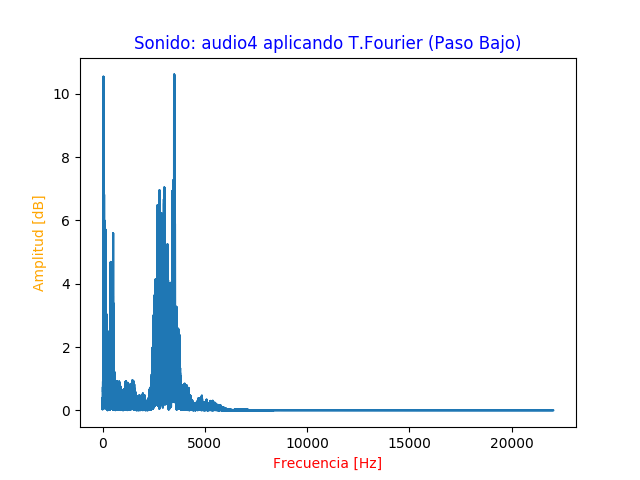 Sonido: audio4 aplicando T.Fourier (Paso Bajo)
10
8
6
4
2
0
Amplitud [dB]
0 5000 10000 15000 20000
Frecuencia [Hz]